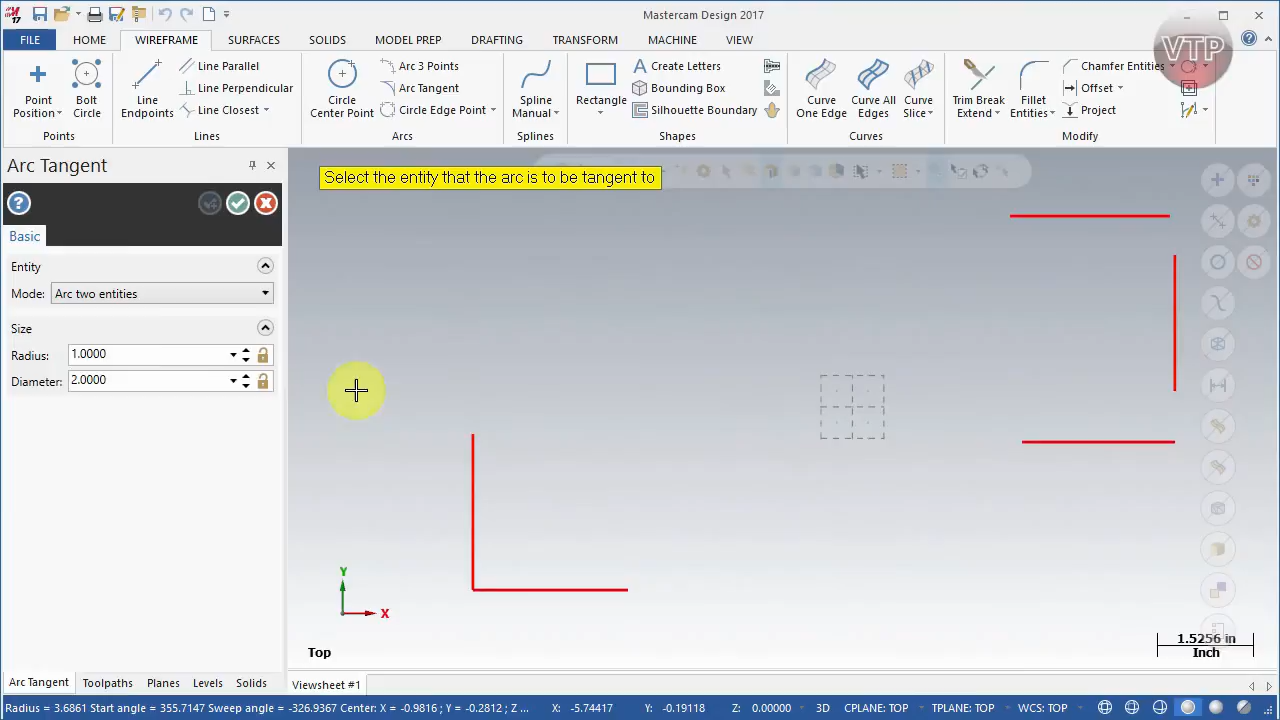 17 Mastercam Design 2017
FILE HOME WIREFRAME SURFACES SOLIDS MODEL PREP DRAFTING TRANSFORM MACHINE VIEW
VTP
Point Position
Bolt Circle
Points
Line Endpoints
Line Parallel
Line Perpendicular
Line Closest
Lines
Circle Center Point
Arc 3 Points
Arc Tangent
Circle Edge Point
Arcs
Spline Manual
Splines
Rectangle
Create Letters
Bounding Box
Silhouette Boundary
Shapes
Curve One Edge
Curve All Edges
Curve Slice
Curves
Trim Break Extend
Fillet Entities
Chamfer Entities
Offset
Project
Modify
Arc Tangent
Basic
Entity
Mode: Arc two entities
Size
Radius: 1.0000
Diameter: 2.0000
Select the entity that the arc is to be tangent to
Y
X
Top
1.5256 in
Inch
Arc Tangent Toolpaths Planes Levels Solids
Viewsheet #1
Radius = 3.6861 Start angle = 355.7147 Sweep angle = -326.9367 Center: X = -0.9816 ; Y = -0.2812 ; Z ... X: -5.74417 Y: -0.19118 Z: 0.00000 3D CPLANE: TOP TPLANE: TOP WCS: TOP